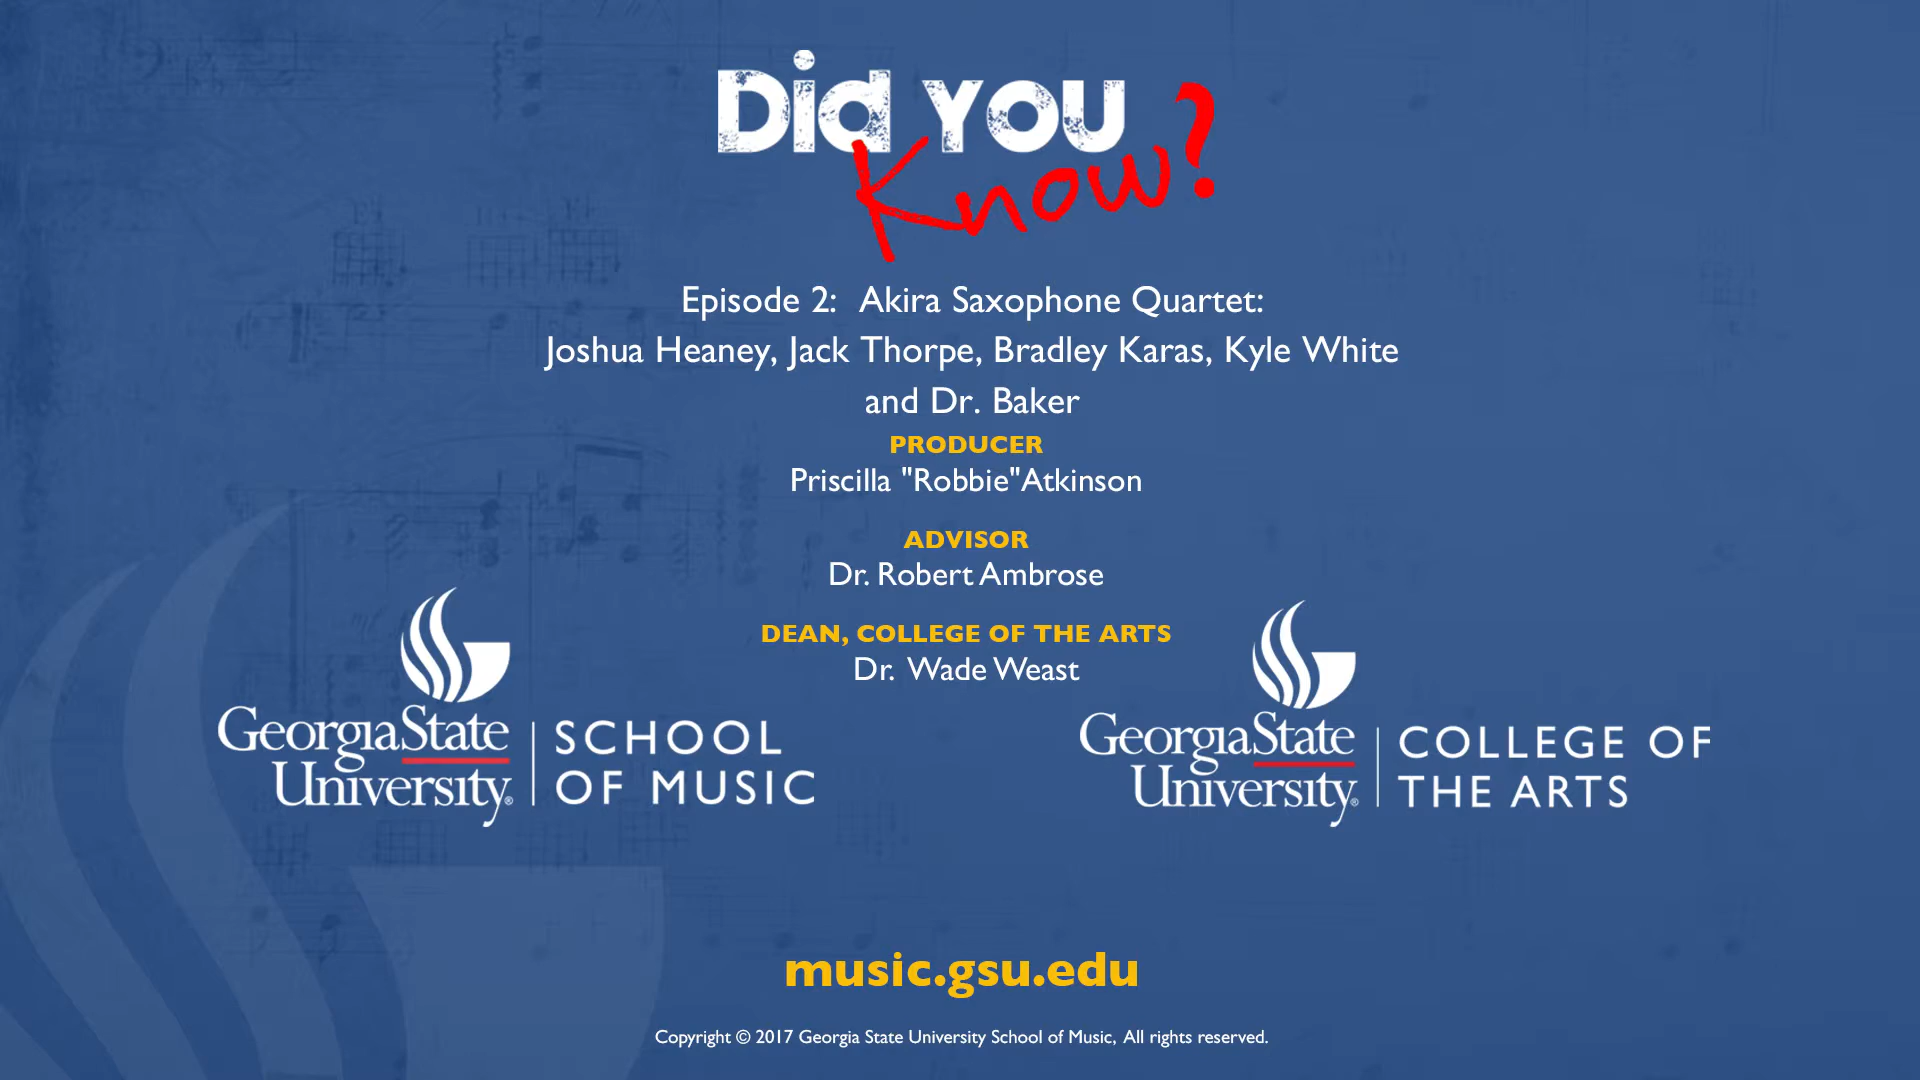 Did you
Know?
Episode 2: Akira Saxophone Quartet:
Joshua Heaney, Jack Thorpe, Bradley Karas, Kyle White
and Dr. Baker
PRODUCER
Priscilla "Robbie"Atkinson
ADVISOR
Dr. Robert Ambrose
DEAN, COLLEGE OF THE ARTS
Dr. Wade Weast
GeorgiaState
University®
SCHOOL
OF MUSIC
GeorgiaState
University®
COLLEGE OF
THE ARTS
music.gsu.edu
Copyright © 2017 Georgia State University School of Music, All rights reserved.